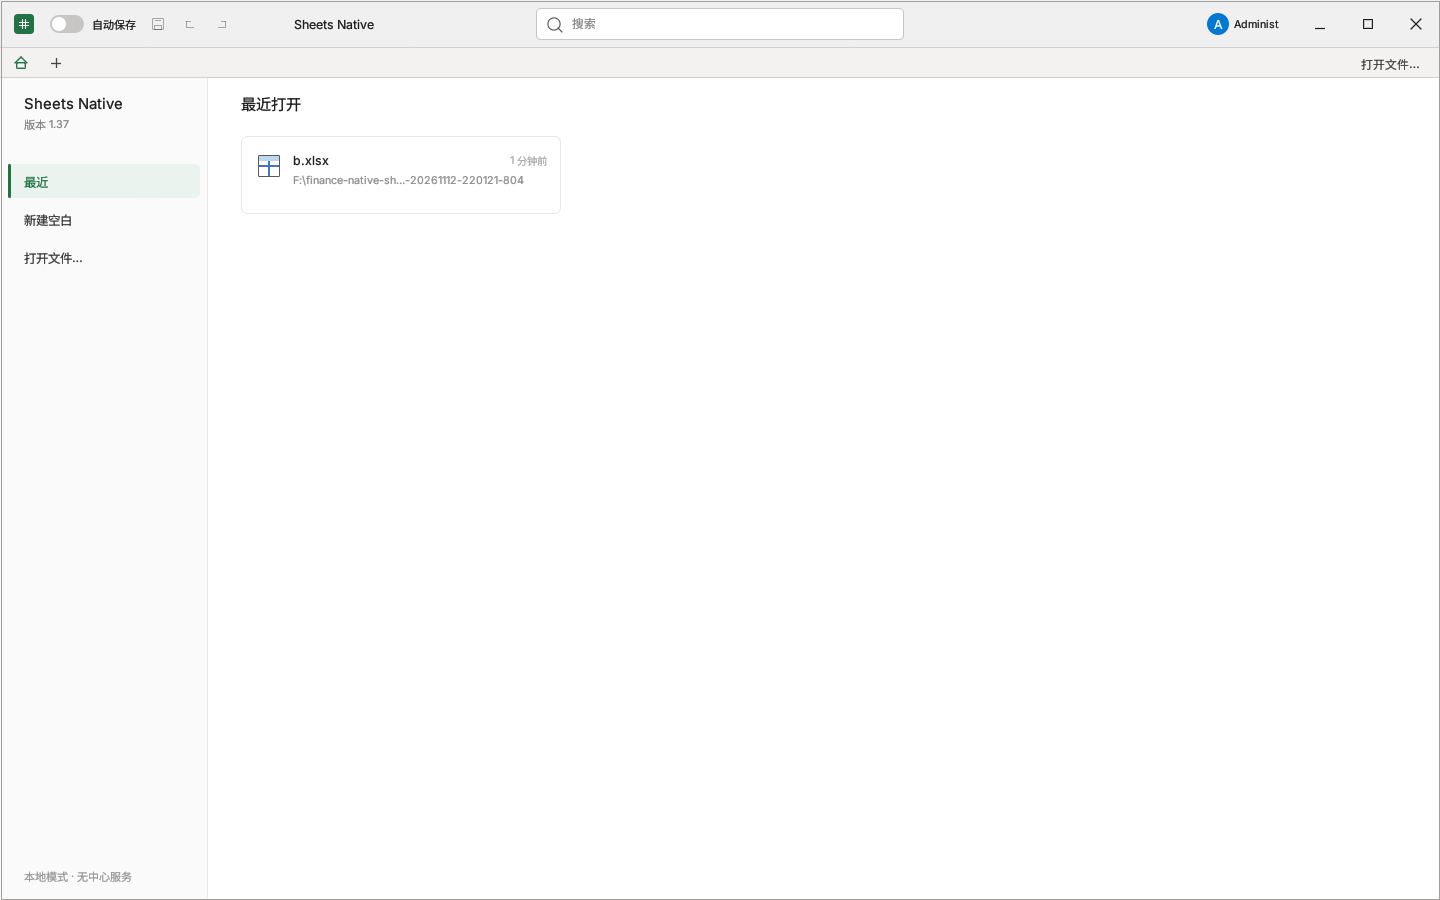 自动保存
Sheets Native
搜索
A
Administ
打开文件...
Sheets Native
版本 1.37
最近
新建空白
打开文件...
最近打开
b.xlsx
1 分钟前
F:\finance-native-sh...-20261112-220121-804
本地模式 · 无中心服务